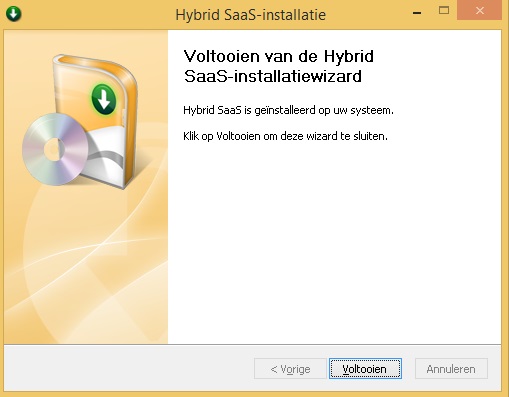 Hybrid SaaS-installatie
Voltooien van de Hybrid
SaaS-installatiewizard
Hybrid SaaS is geïnstalleerd op uw systeem.
Klik op Voltooien om deze wizard te sluiten.
< Vorige
Voltooien
Annuleren